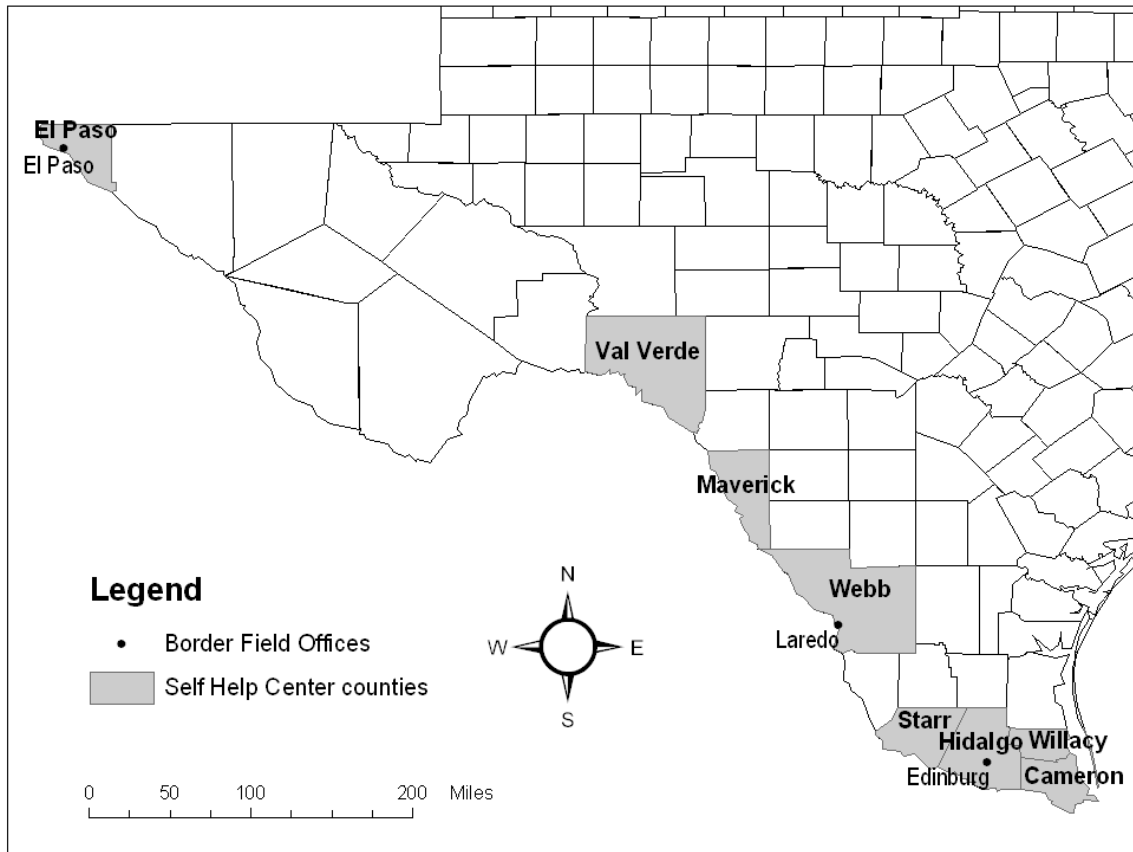 El Paso
El Paso
Val Verde
Maverick
Webb
Laredo
Starr
Hidalgo Willacy
Edinburg Cameron
Legend
Border Field Offices
Self Help Center counties
N
W E
S
0 50 100 200 Miles